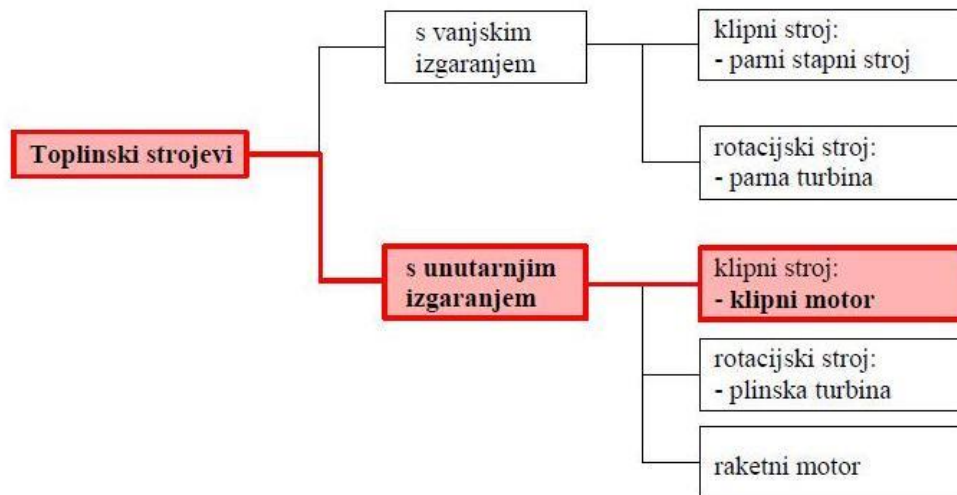 s vanjskim
izgaranjem
klipni stroj:
- parni stapni stroj
Toplinski strojevi
rotacijski stroj:
- parna turbina
s unutarnjim
izgaranjem
klipni stroj:
- klipni motor
rotacijski stroj:
- plinska turbina
raketni motor